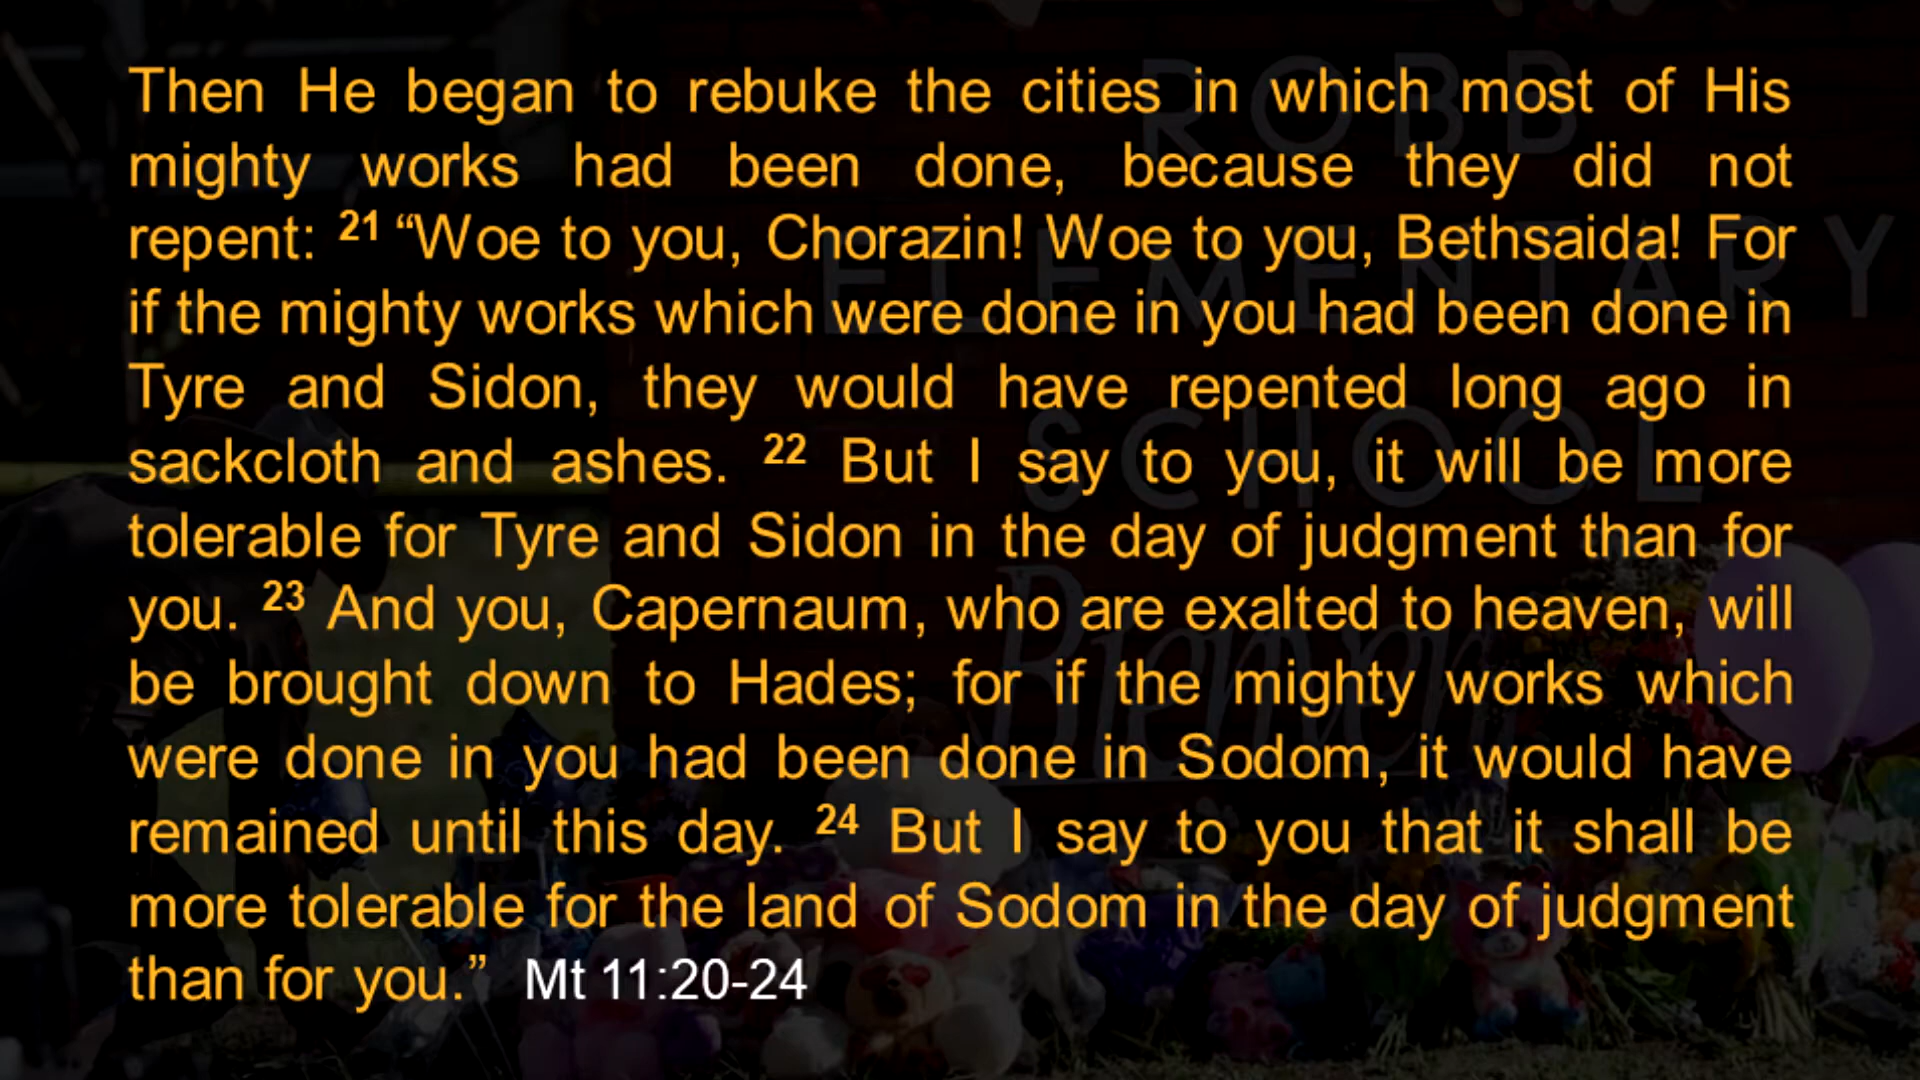 Then He began to rebuke the cities in which most of His
mighty works had been done, because they did not
repent: 21 “Woe to you, Chorazin! Woe to you, Bethsaida! For
if the mighty works which were done in you had been done in
Tyre and Sidon, they would have repented long ago in
sackcloth and ashes. 22 But I say to you, it will be more
tolerable for Tyre and Sidon in the day of judgment than for
you. 23 And you, Capernaum, who are exalted to heaven, will
be brought down to Hades; for if the mighty works which
were done in you had been done in Sodom, it would have
remained until this day. 24 But I say to you that it shall be
more tolerable for the land of Sodom in the day of judgment
than for you.” Mt 11:20-24
ROBB
ELEMENTARY
SCHOOL